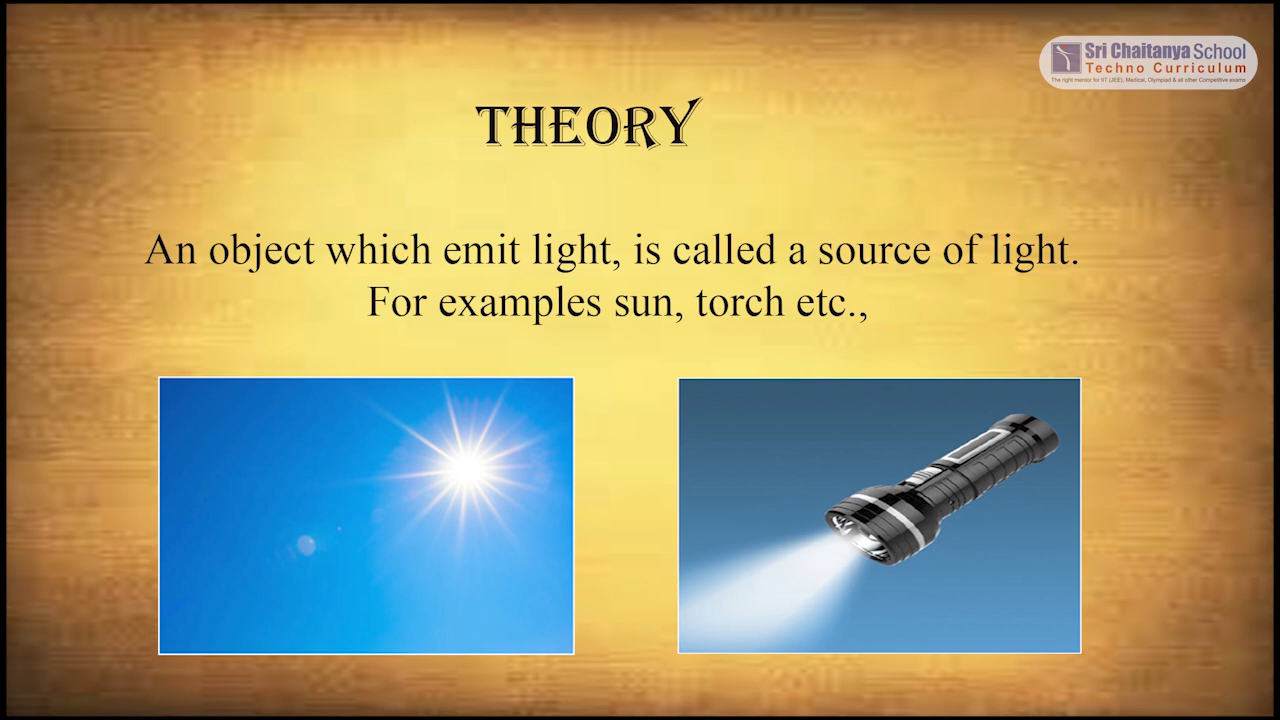 Sri Chaitanya School
Techno Curriculum
The right mentor for IIT (JEE), Medical, Olympiad & all other Competitive exams
THEORY
An object which emit light, is called a source of light.
For examples sun, torch etc.,